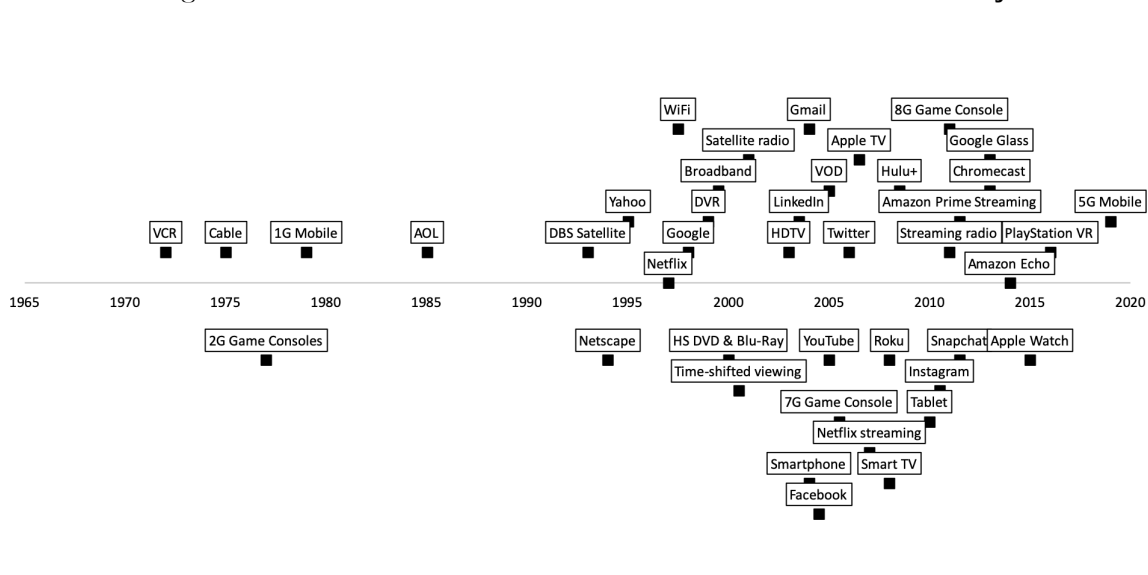 WiFi Gmail 8G Game Console
Satellite radio Apple TV Google Glass
Broadband VOD Hulu+ Chromecast
Yahoo DVR LinkedIn Amazon Prime Streaming 5G Mobile
VCR Cable 1G Mobile AOL DBS Satellite Google HDTV Twitter Streaming radio PlayStation VR
Netflix Amazon Echo
1965 1970 1975 1980 1985 1990 1995 2000 2005 2010 2015 2020
2G Game Consoles Netscape HS DVD & Blu-Ray YouTube Roku Snapchat Apple Watch
Time-shifted viewing Instagram
7G Game Console Tablet
Netflix streaming
Smartphone Smart TV
Facebook